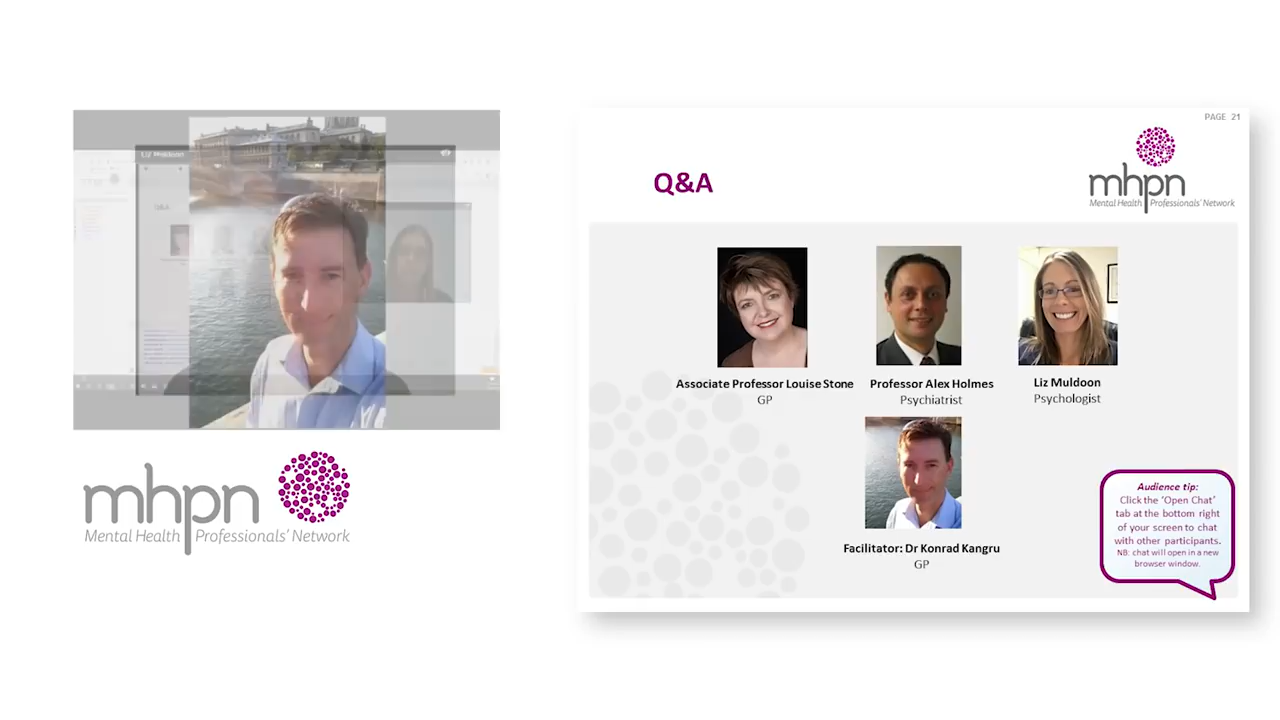 Liz Muldoon
Q&A
mhpn
Mental Health Professionals' Network
PAGE 21
Q&A
mhpn
Mental Health Professionals' Network
Associate Professor Louise Stone
GP
Professor Alex Holmes
Psychiatrist
Liz Muldoon
Psychologist
Facilitator: Dr Konrad Kangru
GP
Audience tip:
Click the 'Open Chat'
tab at the bottom right
of your screen to chat
with other participants.
NB: chat will open in a new
browser window.